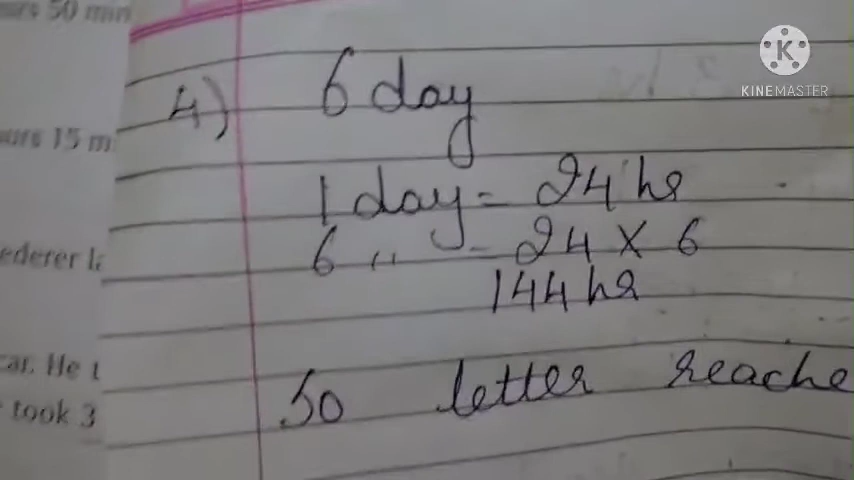 ours 50 min
4) 6 day
ours 15 m
1 day = 24 hr
ederer la
6 ,, = 24 × 6
144 hr
car. He t
So letter reache
took 3
K
KINEMASTER